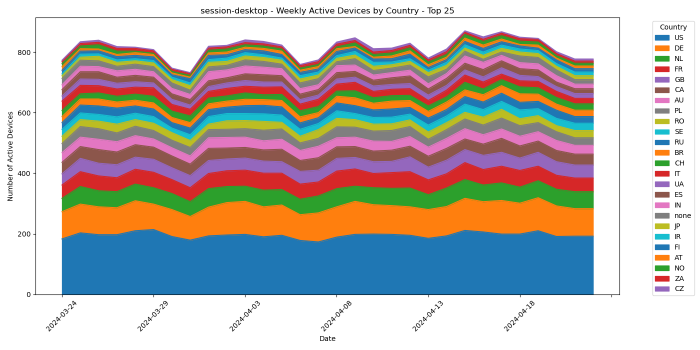 session-desktop - Weekly Active Devices by Country - Top 25
Number of Active Devices
800
600
400
200
0
2024-03-24
2024-03-29
2024-04-03
2024-04-08
2024-04-13
2024-04-18
Date
Country
US
DE
NL
FR
GB
CA
AU
PL
RO
SE
RU
BR
CH
IT
UA
ES
IN
none
JP
IR
FI
AT
NO
ZA
CZ